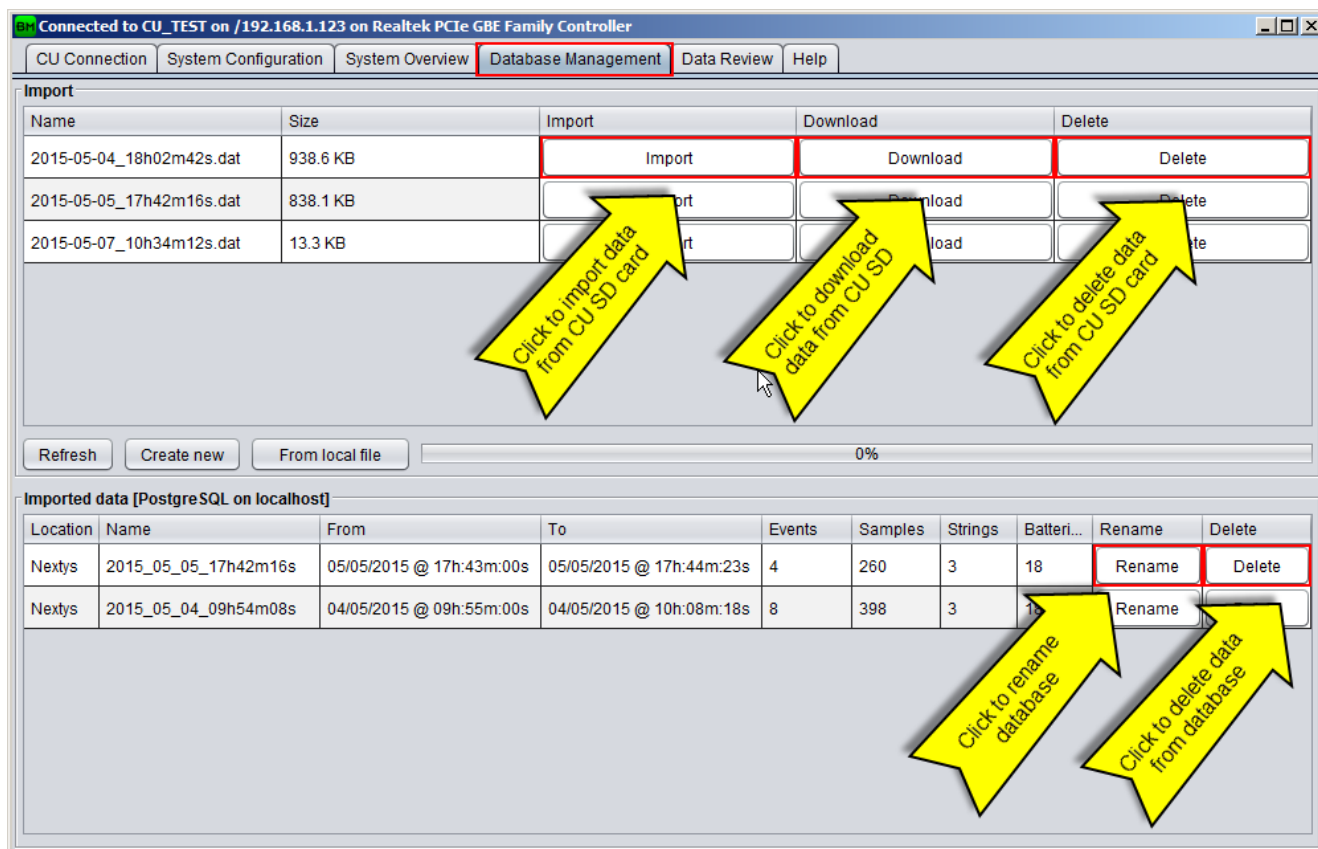 BM Connected to CU_TEST on /192.168.1.123 on Realtek PCIe GBE Family Controller
CU Connection System Configuration System Overview Database Management Data Review Help
Import
Name Size Import Download Delete
2015-05-04_18h02m42s.dat 938.6 KB Import Download Delete
2015-05-05_17h42m16s.dat 838.1 KB
2015-05-07_10h34m12s.dat 13.3 KB
Click to import data
from CU SD card
Click to download
data from CU SD
Click to delete data
from CU SD card
Refresh Create new From local file 0%
Imported data [PostgreSQL on localhost]
Location Name From To Events Samples Strings Batteri... Rename Delete
Nextys 2015_05_05_17h42m16s 05/05/2015 @ 17h:43m:00s 05/05/2015 @ 17h:44m:23s 4 260 3 18 Rename Delete
Nextys 2015_05_04_09h54m08s 04/05/2015 @ 09h:55m:00s 04/05/2015 @ 10h:08m:18s 8 398 3 Rename
Click to rename
database
Click to delete data
from database